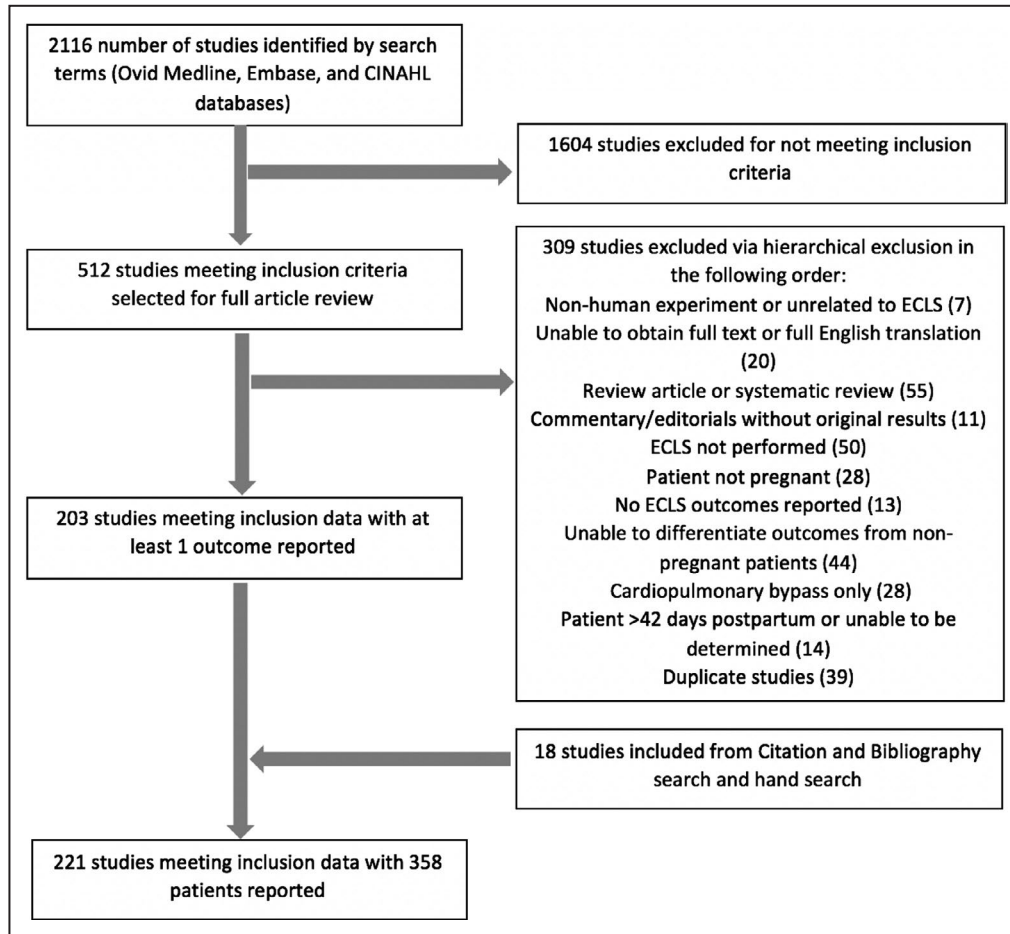 2116 number of studies identified by search
terms (Ovid Medline, Embase, and CINAHL
databases)
1604 studies excluded for not meeting inclusion
criteria
512 studies meeting inclusion criteria
selected for full article review
309 studies excluded via hierarchical exclusion in
the following order:
Non-human experiment or unrelated to ECLS (7)
Unable to obtain full text or full English translation
(20)
Review article or systematic review (55)
Commentary/editorials without original results (11)
ECLS not performed (50)
Patient not pregnant (28)
No ECLS outcomes reported (13)
Unable to differentiate outcomes from non-
pregnant patients (44)
Cardiopulmonary bypass only (28)
Patient >42 days postpartum or unable to be
determined (14)
Duplicate studies (39)
203 studies meeting inclusion data with at
least 1 outcome reported
18 studies included from Citation and Bibliography
search and hand search
221 studies meeting inclusion data with 358
patients reported